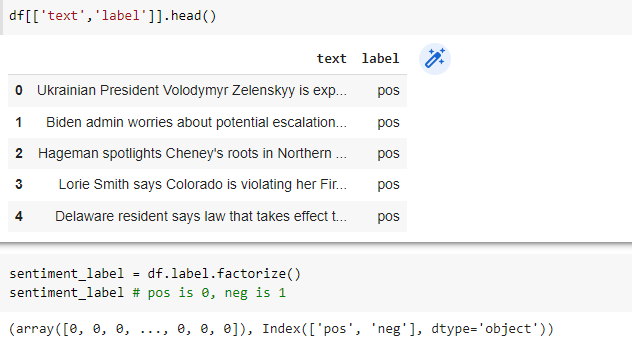 df[['text','label']].head()
text label
0 Ukrainian President Volodymyr Zelenskyy is exp... pos
1 Biden admin worries about potential escalation... pos
2 Hageman spotlights Cheney's roots in Northern ... pos
3 Lorie Smith says Colorado is violating her Fir... pos
4 Delaware resident says law that takes effect t... pos
sentiment_label = df.label.factorize()
sentiment_label # pos is 0, neg is 1
(array([0, 0, 0, ..., 0, 0, 0]), Index(['pos', 'neg'], dtype='object'))